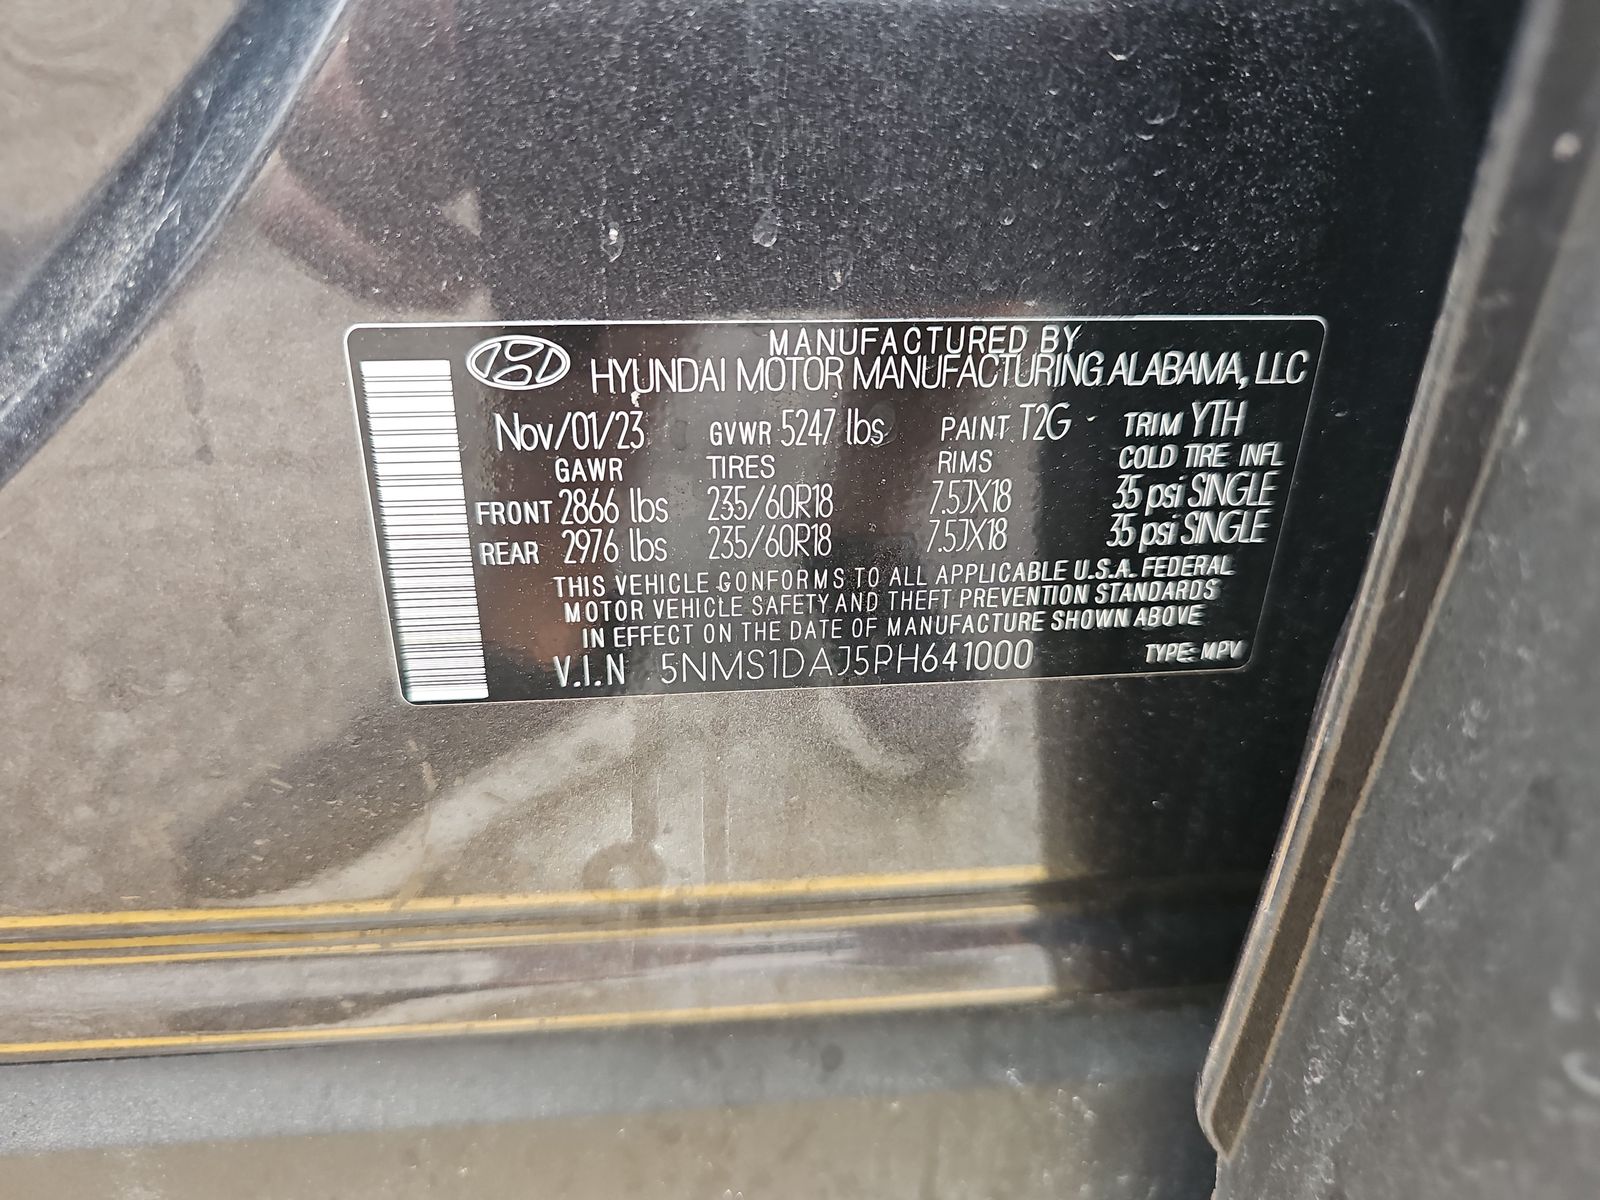 MANUFACTURED BY
HYUNDAI MOTOR MANUFACTURING ALABAMA, LLC
Nov/01/23 GVWR 5247 lbs PAINT T2G TRIM YTH
GAWR TIRES RIMS COLD TIRE INFL
FRONT 2866 lbs 235/60R18 7.5JX18 35 psi SINGLE
REAR 2976 lbs 235/60R18 7.5JX18 35 psi SINGLE
THIS VEHICLE CONFORMS TO ALL APPLICABLE U.S.A. FEDERAL
MOTOR VEHICLE SAFETY AND THEFT PREVENTION STANDARDS
IN EFFECT ON THE DATE OF MANUFACTURE SHOWN ABOVE
V.I.N 5NMS1DAJ5PH641000 TYPE: MPV